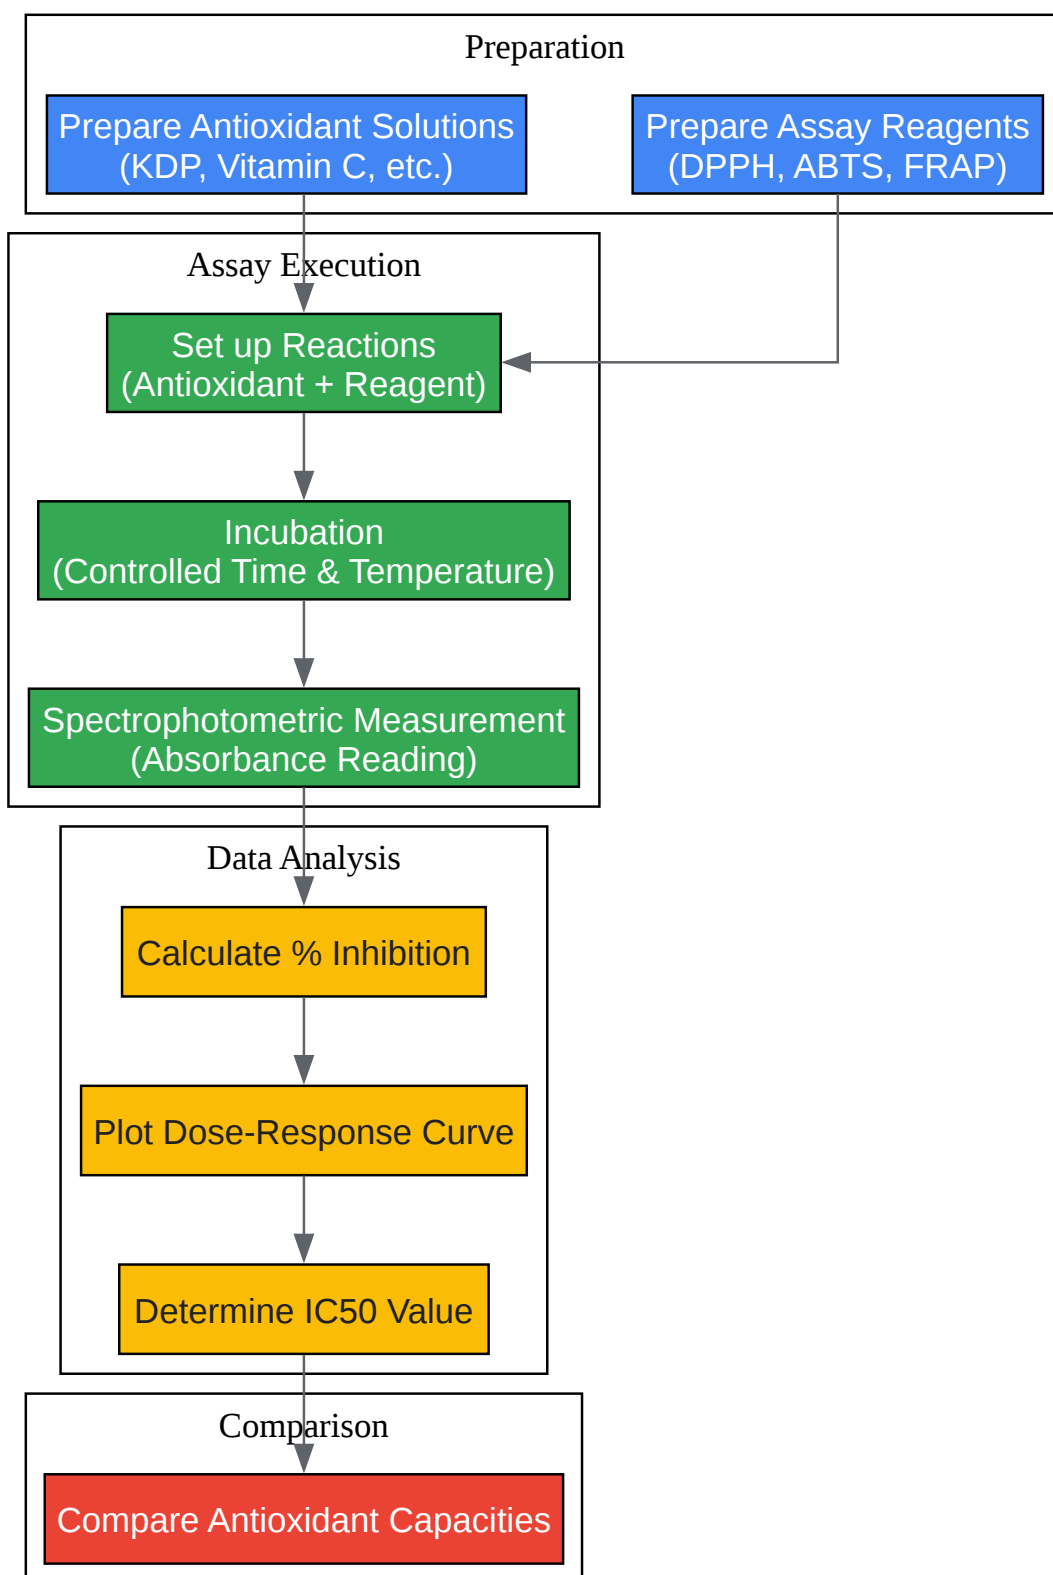 Preparation
Prepare Antioxidant Solutions
(KDP, Vitamin C, etc.)
Prepare Assay Reagents
(DPPH, ABTS, FRAP)
Assay Execution
Set up Reactions
(Antioxidant + Reagent)
Incubation
(Controlled Time & Temperature)
Spectrophotometric Measurement
(Absorbance Reading)
Data Analysis
Calculate % Inhibition
Plot Dose-Response Curve
Determine IC50 Value
Comparison
Compare Antioxidant Capacities